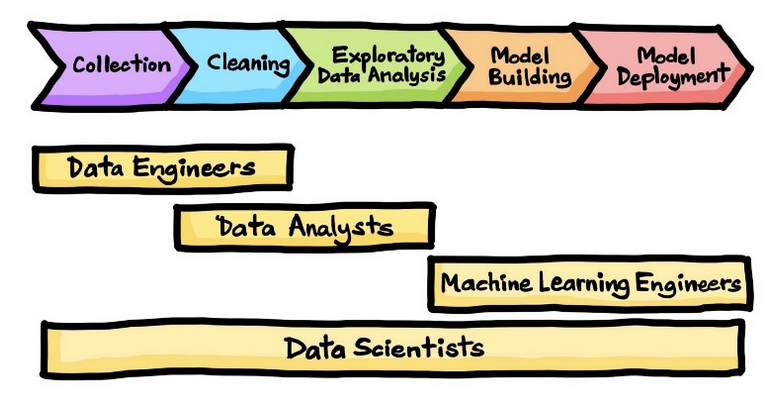 Collection
Cleaning
Exploratory
Data Analysis
Model
Building
Model
Deployment
Data Engineers
Data Analysts
Machine Learning Engineers
Data Scientists